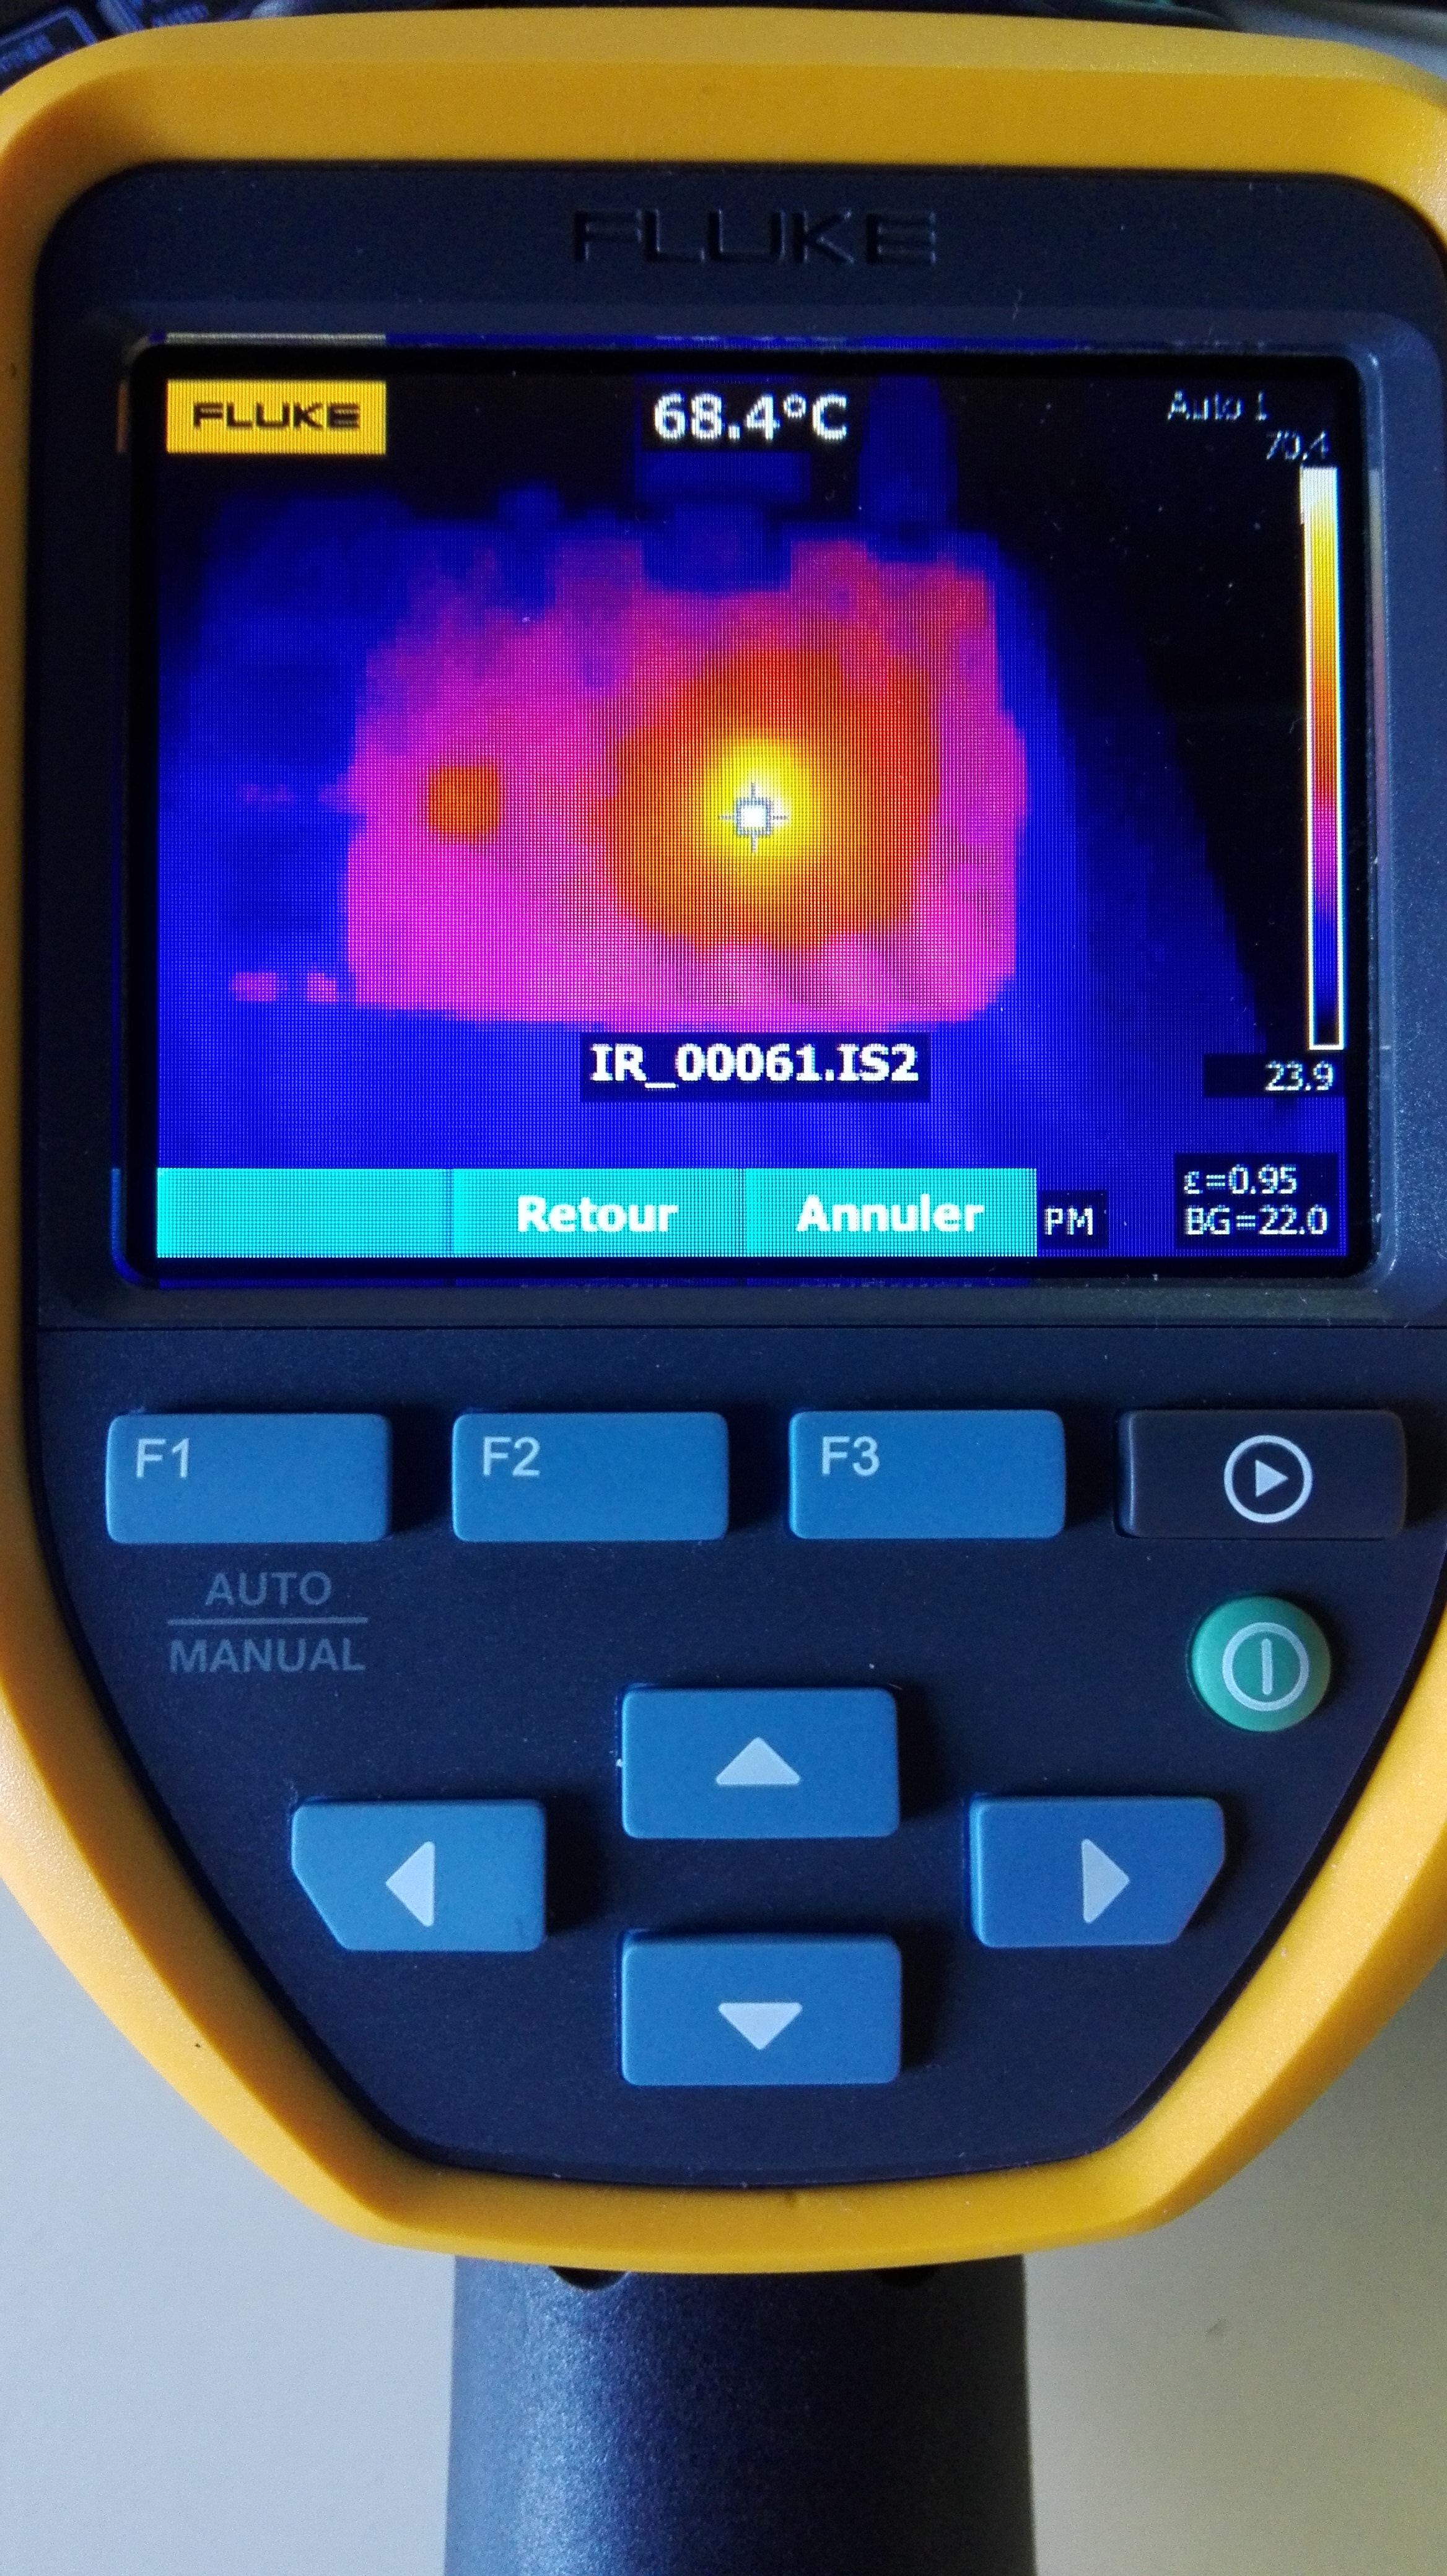 FLUKE
FLUKE
68.4°C
Auto 1
70.4
IR_00061.IS2
23.9
Retour
Annuler
PM
ε=0.95
BG=22.0
F1
F2
F3
AUTO
MANUAL